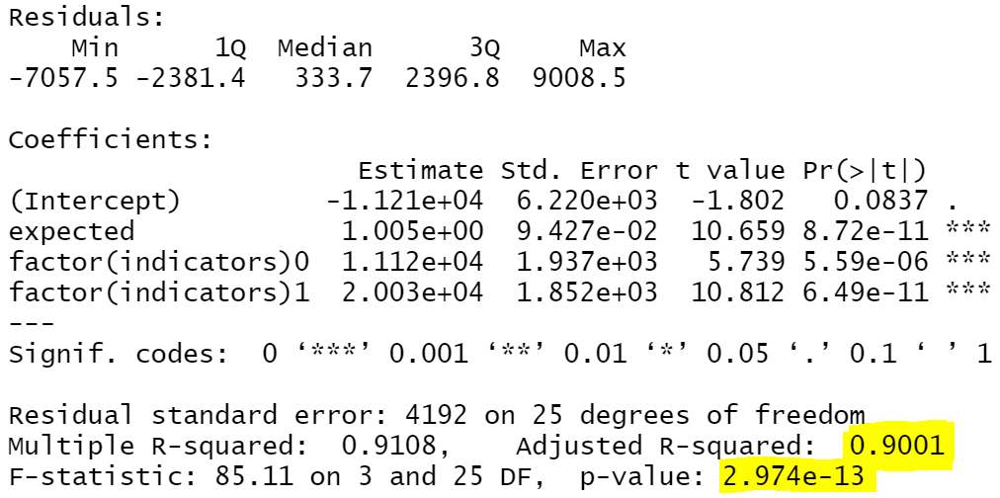 Residuals:
    Min      1Q  Median      3Q     Max
-7057.5 -2381.4   333.7  2396.8  9008.5

Coefficients:
                      Estimate Std. Error t value Pr(>|t|)
(Intercept)         -1.121e+04  6.220e+03  -1.802   0.0837 .
expected             1.005e+00  9.427e-02  10.659 8.72e-11 ***
factor(indicators)0  1.112e+04  1.937e+03   5.739 5.59e-06 ***
factor(indicators)1  2.003e+04  1.852e+03  10.812 6.49e-11 ***
---
Signif. codes:  0 ‘***’ 0.001 ‘**’ 0.01 ‘*’ 0.05 ‘.’ 0.1 ‘ ’ 1

Residual standard error: 4192 on 25 degrees of freedom
Multiple R-squared:  0.9108,    Adjusted R-squared:  0.9001
F-statistic: 85.11 on 3 and 25 DF,  p-value: 2.974e-13